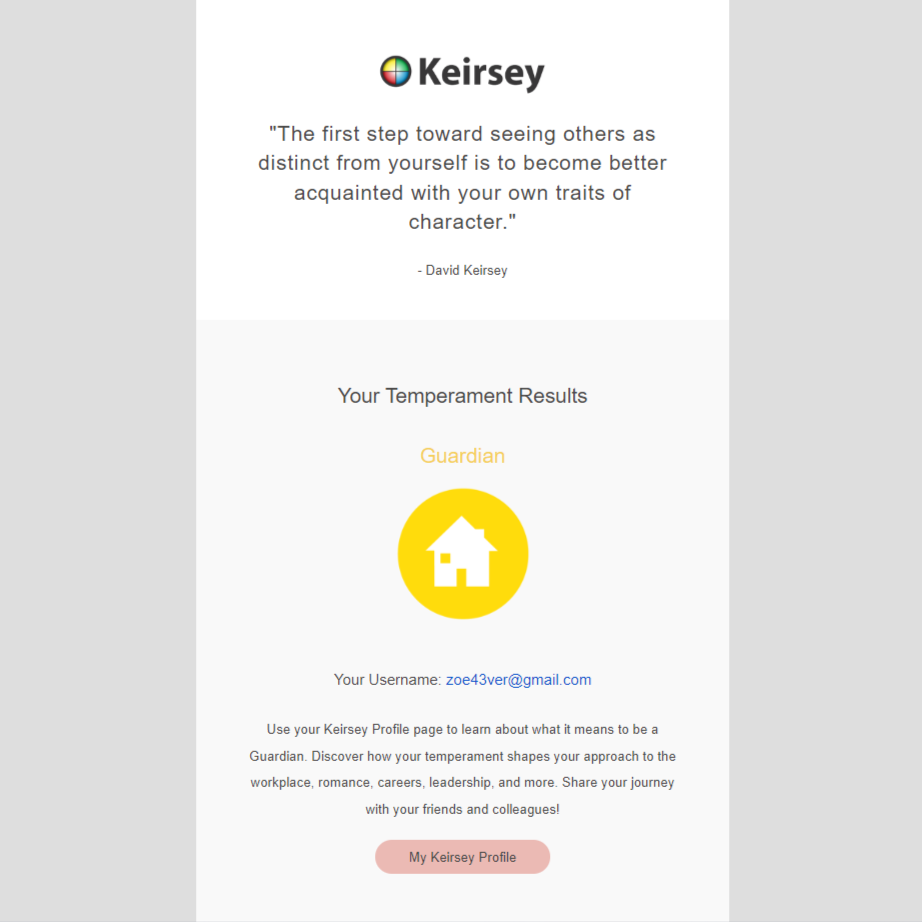 Keirsey
"The first step toward seeing others as
distinct from yourself is to become better
acquainted with your own traits of
character."
- David Keirsey
Your Temperament Results
Guardian
Your Username: zoe43ver@gmail.com
Use your Keirsey Profile page to learn about what it means to be a
Guardian. Discover how your temperament shapes your approach to the
workplace, romance, careers, leadership, and more. Share your journey
with your friends and colleagues!
My Keirsey Profile